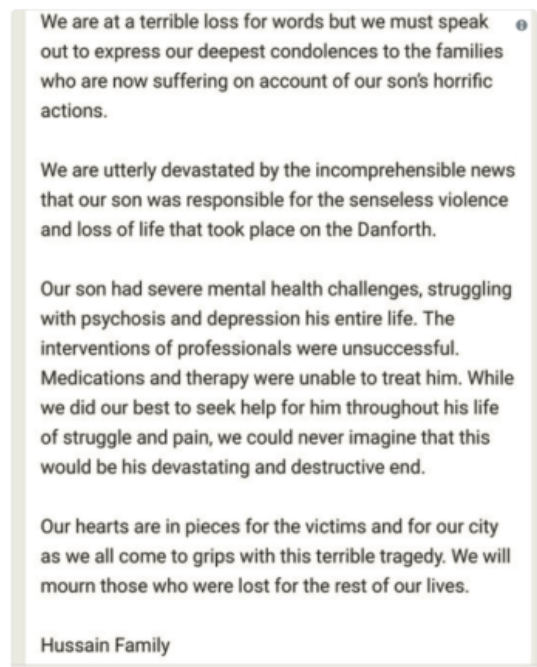 We are at a terrible loss for words but we must speak
out to express our deepest condolences to the families
who are now suffering on account of our son's horrific
actions.
We are utterly devastated by the incomprehensible news
that our son was responsible for the senseless violence
and loss of life that took place on the Danforth.
Our son had severe mental health challenges, struggling
with psychosis and depression his entire life. The
interventions of professionals were unsuccessful.
Medications and therapy were unable to treat him. While
we did our best to seek help for him throughout his life
of struggle and pain, we could never imagine that this
would be his devastating and destructive end.
Our hearts are in pieces for the victims and for our city
as we all come to grips with this terrible tragedy. We will
mourn those who were lost for the rest of our lives.
Hussain Family